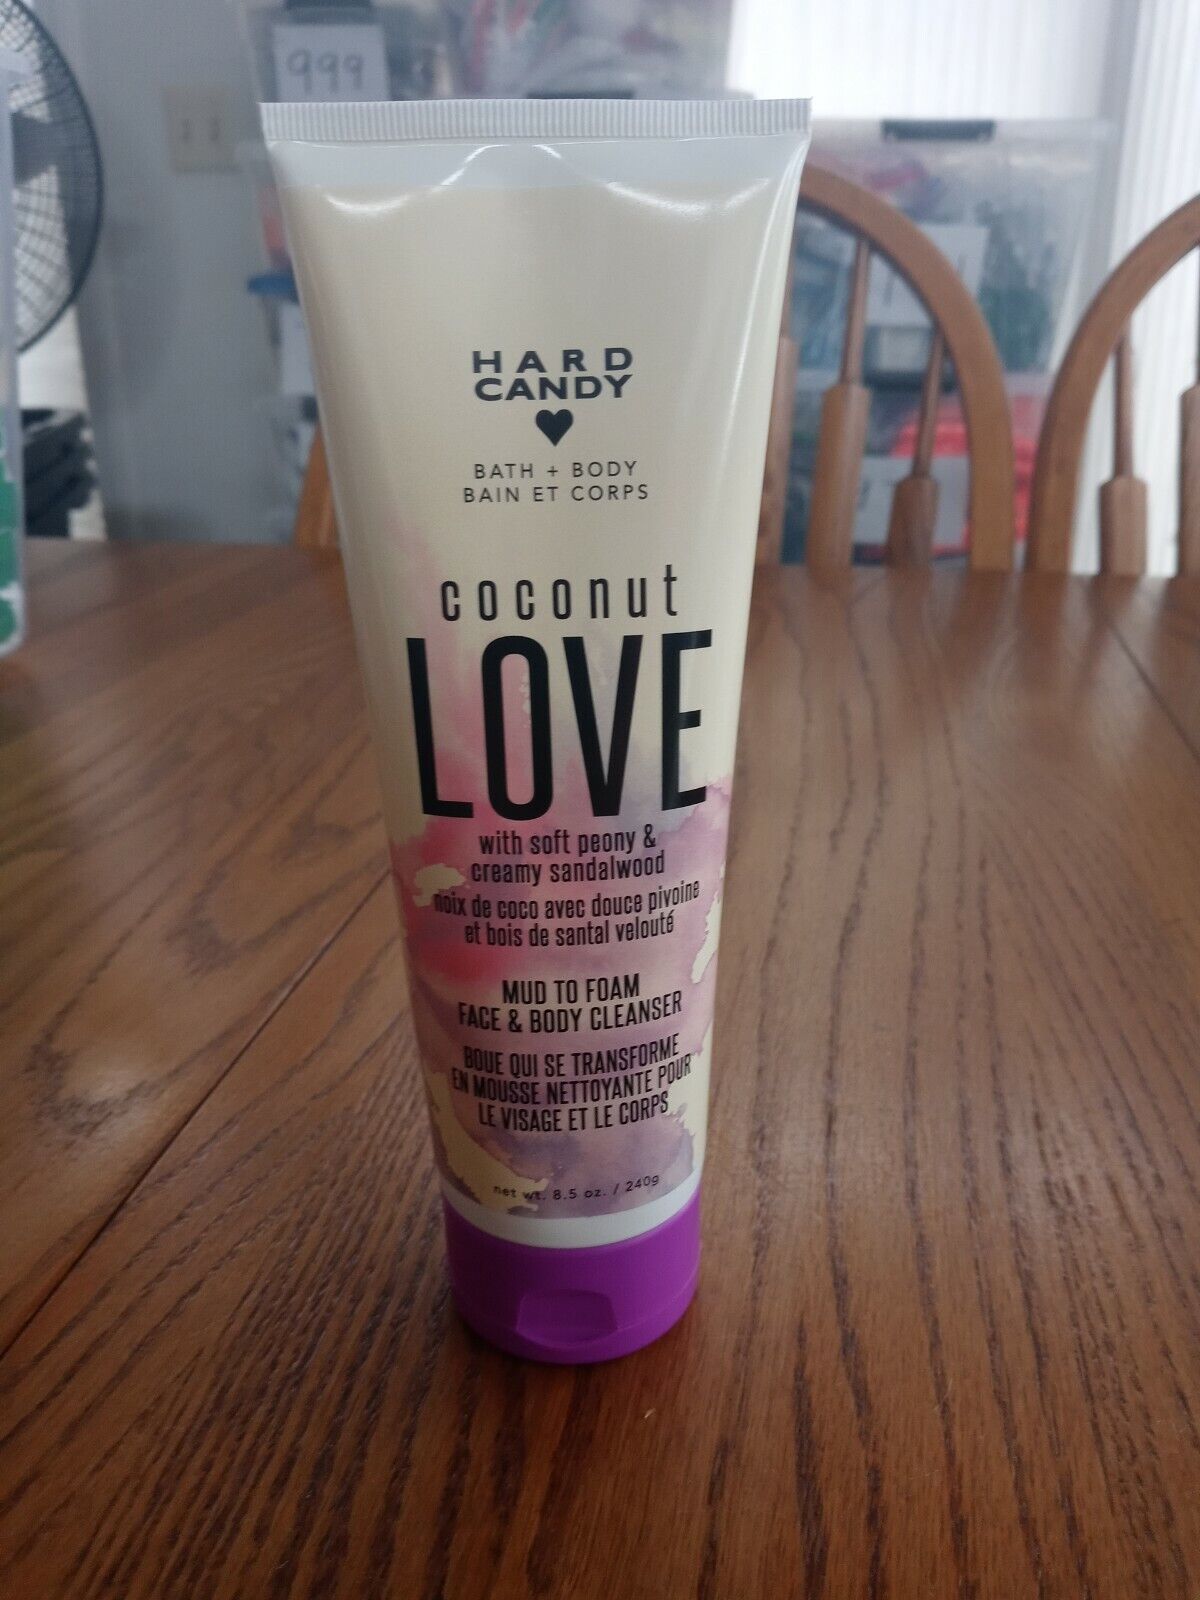 999
HARD
CANDY
BATH + BODY
BAIN ET CORPS
coconut
LOVE
with soft peony &
creamy sandalwood
noix de coco avec douce pivoine
et bois de santal velouté
MUD TO FOAM
FACE & BODY CLEANSER
BOUE QUI SE TRANSFORME
EN MOUSSE NETTOYANTE POUR
LE VISAGE ET LE CORPS
net wt. 8.5 oz. / 240g